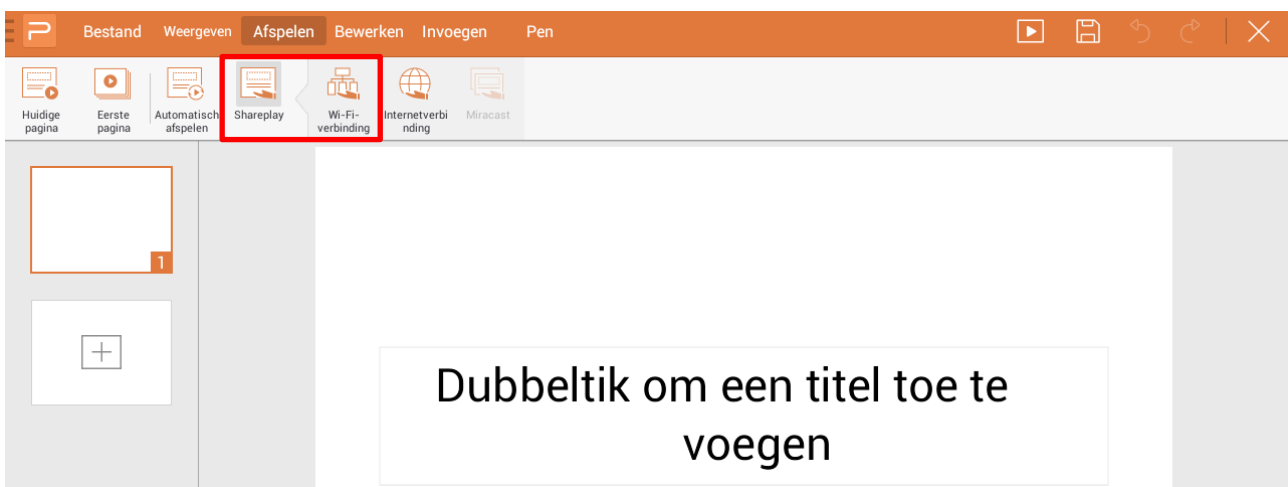 Bestand Weergeven Afspelen Bewerken Invoegen Pen
Huidige
pagina
Eerste
pagina
Automatisch
afspelen
Shareplay
Wi-Fi-
verbinding
Internetverbi
nding
Miracast
1
Dubbeltik om een titel toe te
voegen